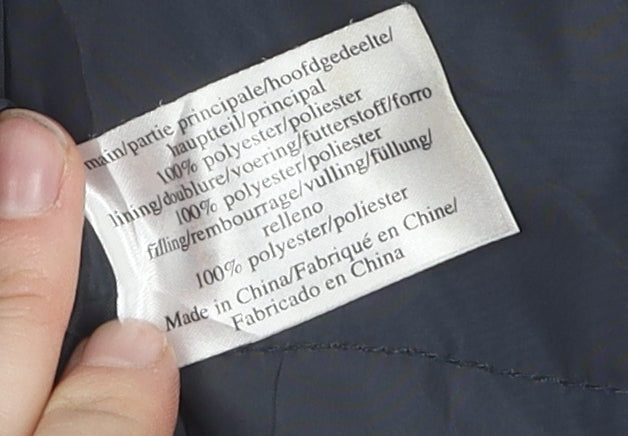 main/partie principale/hoofdgedeelte/
hauptteil/principal
100% polyester/poliester
lining/doublure/voering/futterstoff/forro
100% polyester/poliester
filling/rembourrage/vulling/füllung/
relleno
100% polyester/poliester
Made in China/Fabriqué en Chine/
Fabricado en China